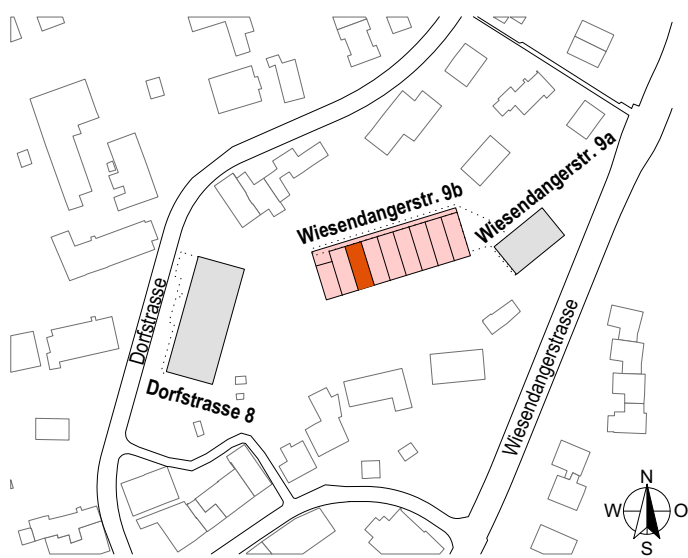 Wiesendangerstr. 9a
Wiesendangerstr. 9b
Dorfstrasse
Wiesendangerstrasse
Dorfstrasse 8
N
W O
S